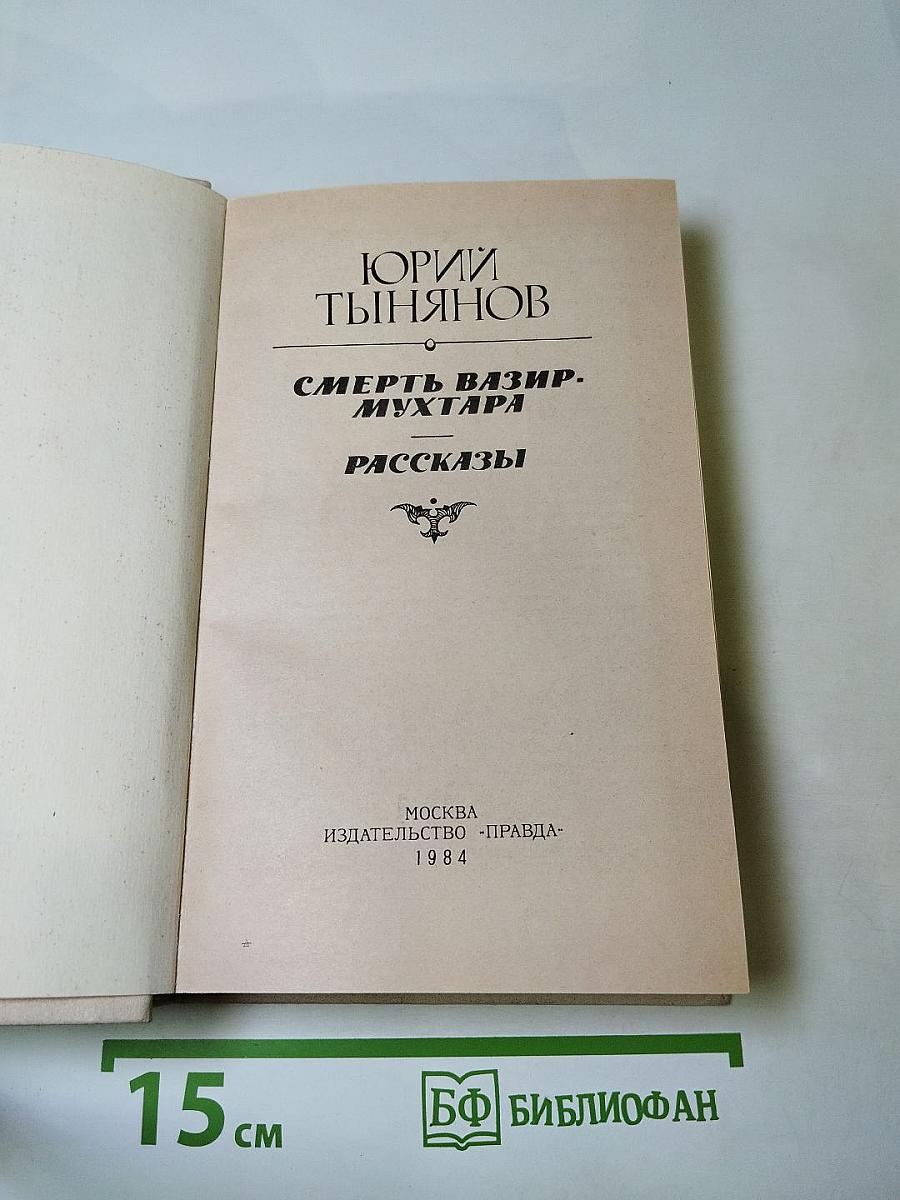 ЮРИЙ
ТЫНЯНОВ
СМЕРТЬ ВАЗИР-
МУХТАРА
РАССКАЗЫ
МОСКВА
ИЗДАТЕЛЬСТВО «ПРАВДА»
1984
15 см
БФ БИБЛИОФАН